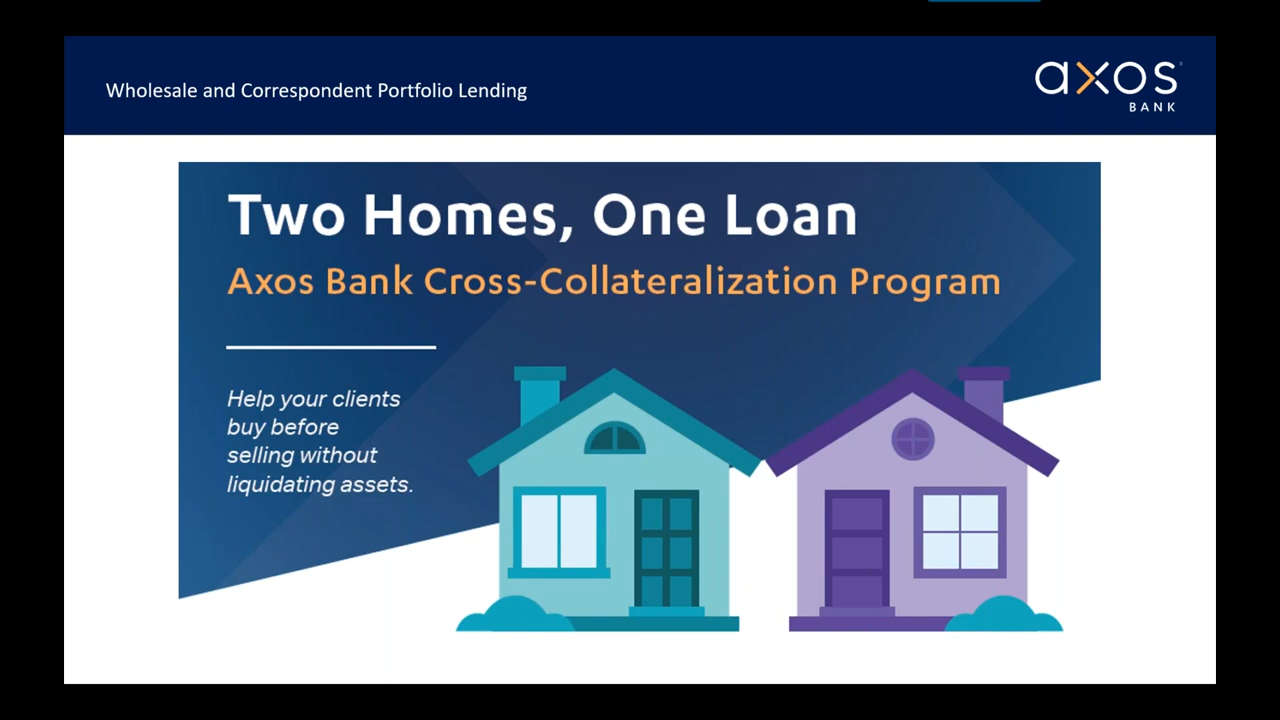 Wholesale and Correspondent Portfolio Lending
axos
BANK
Two Homes, One Loan
Axos Bank Cross-Collateralization Program
Help your clients
buy before
selling without
liquidating assets.